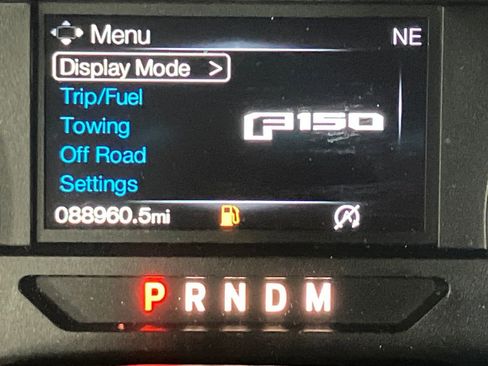 Menu NE
Display Mode >
Trip/Fuel
Towing
F150
Off Road
Settings
088960.5mi
P R N D M